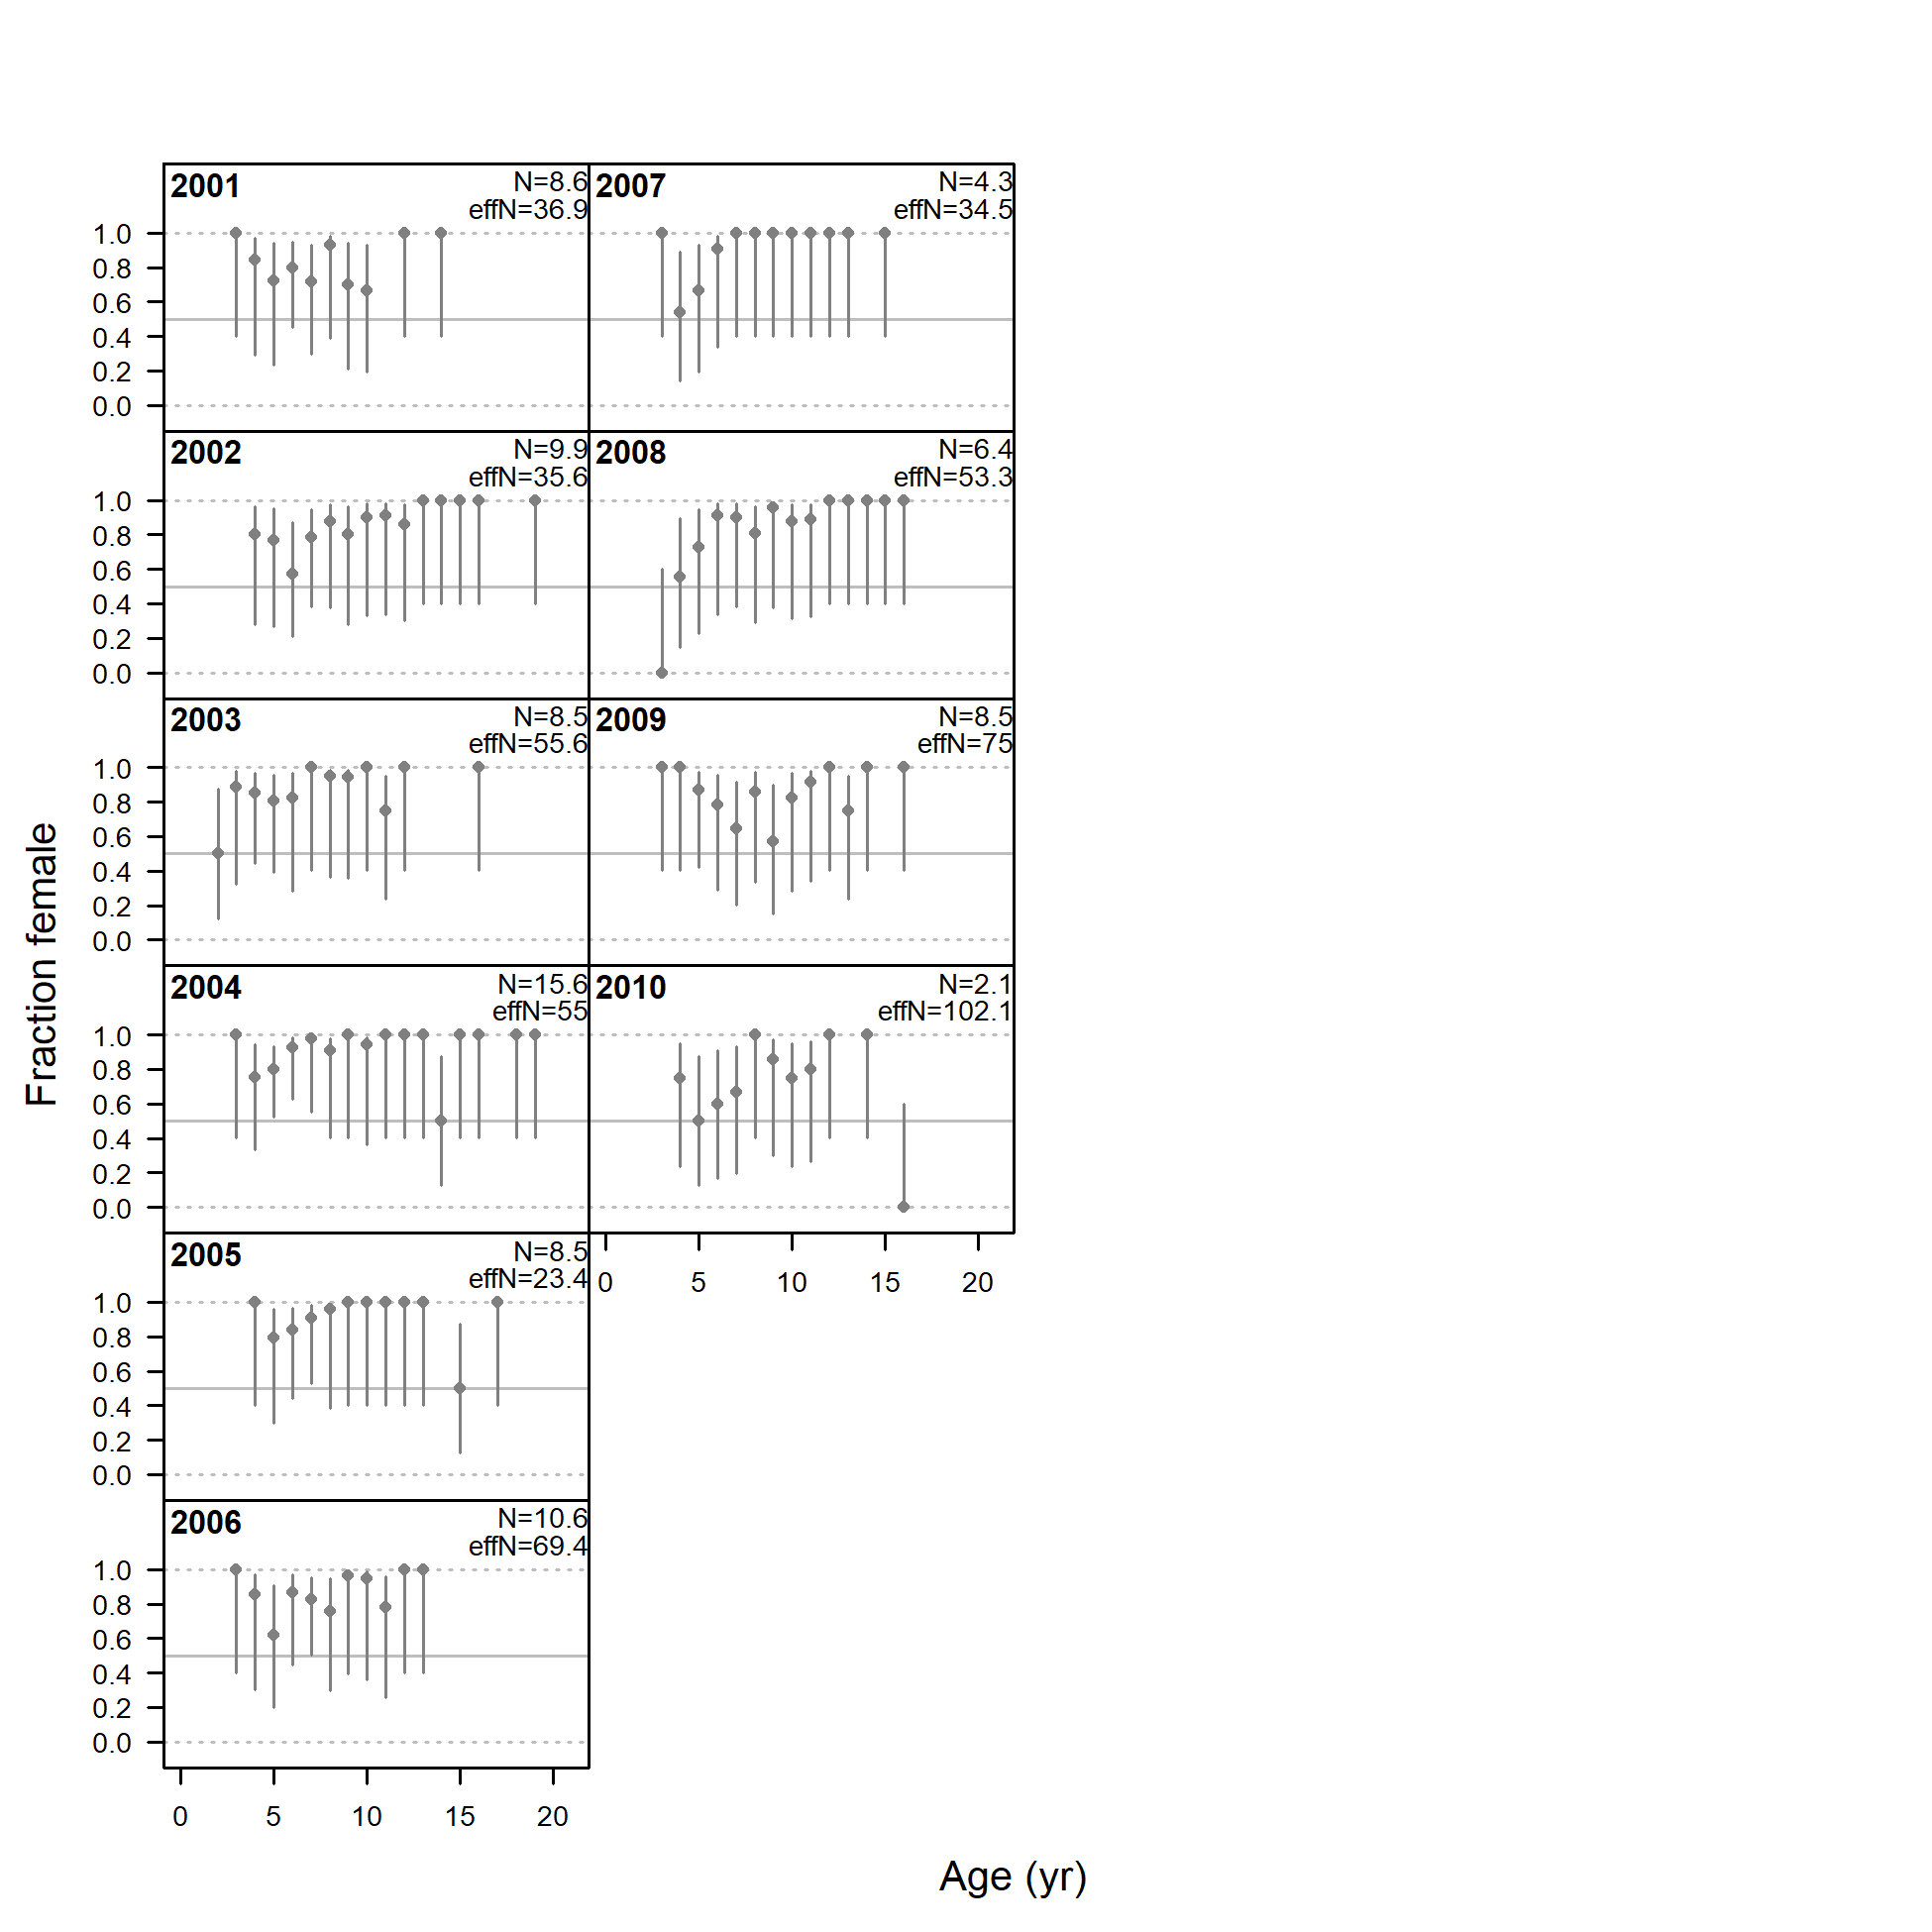 2001
N=8.6
effN=36.9
1.0
0.8
0.6
0.4
0.2
0.0
2002
N=9.9
effN=35.6
1.0
0.8
0.6
0.4
0.2
0.0
2003
N=8.5
effN=55.6
1.0
0.8
0.6
0.4
0.2
0.0
2004
N=15.6
effN=55
1.0
0.8
0.6
0.4
0.2
0.0
2005
N=8.5
effN=23.4
1.0
0.8
0.6
0.4
0.2
0.0
2006
N=10.6
effN=69.4
1.0
0.8
0.6
0.4
0.2
0.0
0 5 10 15 20
2007
N=4.3
effN=34.5
2008
N=6.4
effN=53.3
2009
N=8.5
effN=75
2010
N=2.1
effN=102.1
0 5 10 15 20
Fraction female
Age (yr)